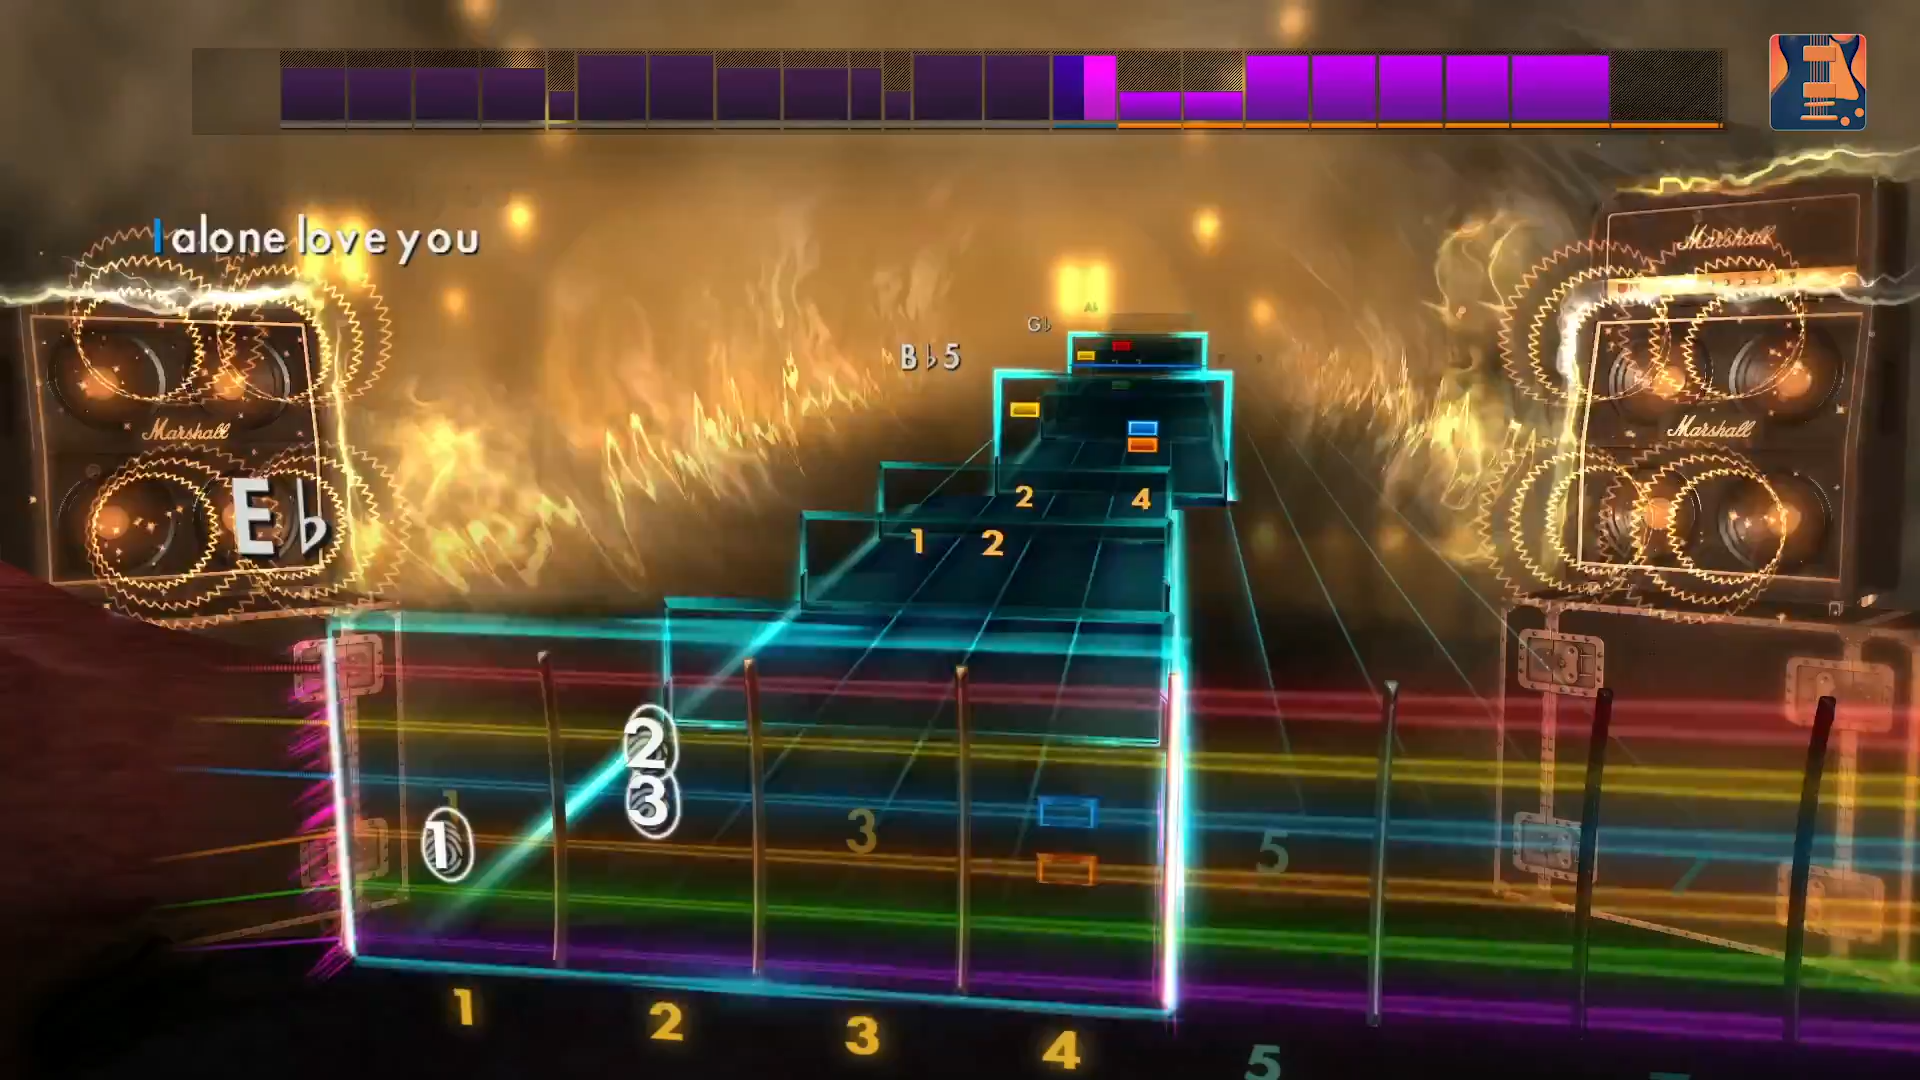 I alone love you
Marshall
A♭
G♭
B♭5
Marshall
Marshall
E♭
2 4
1 2
2
3
1
1 3 5
1 2 3 4 5